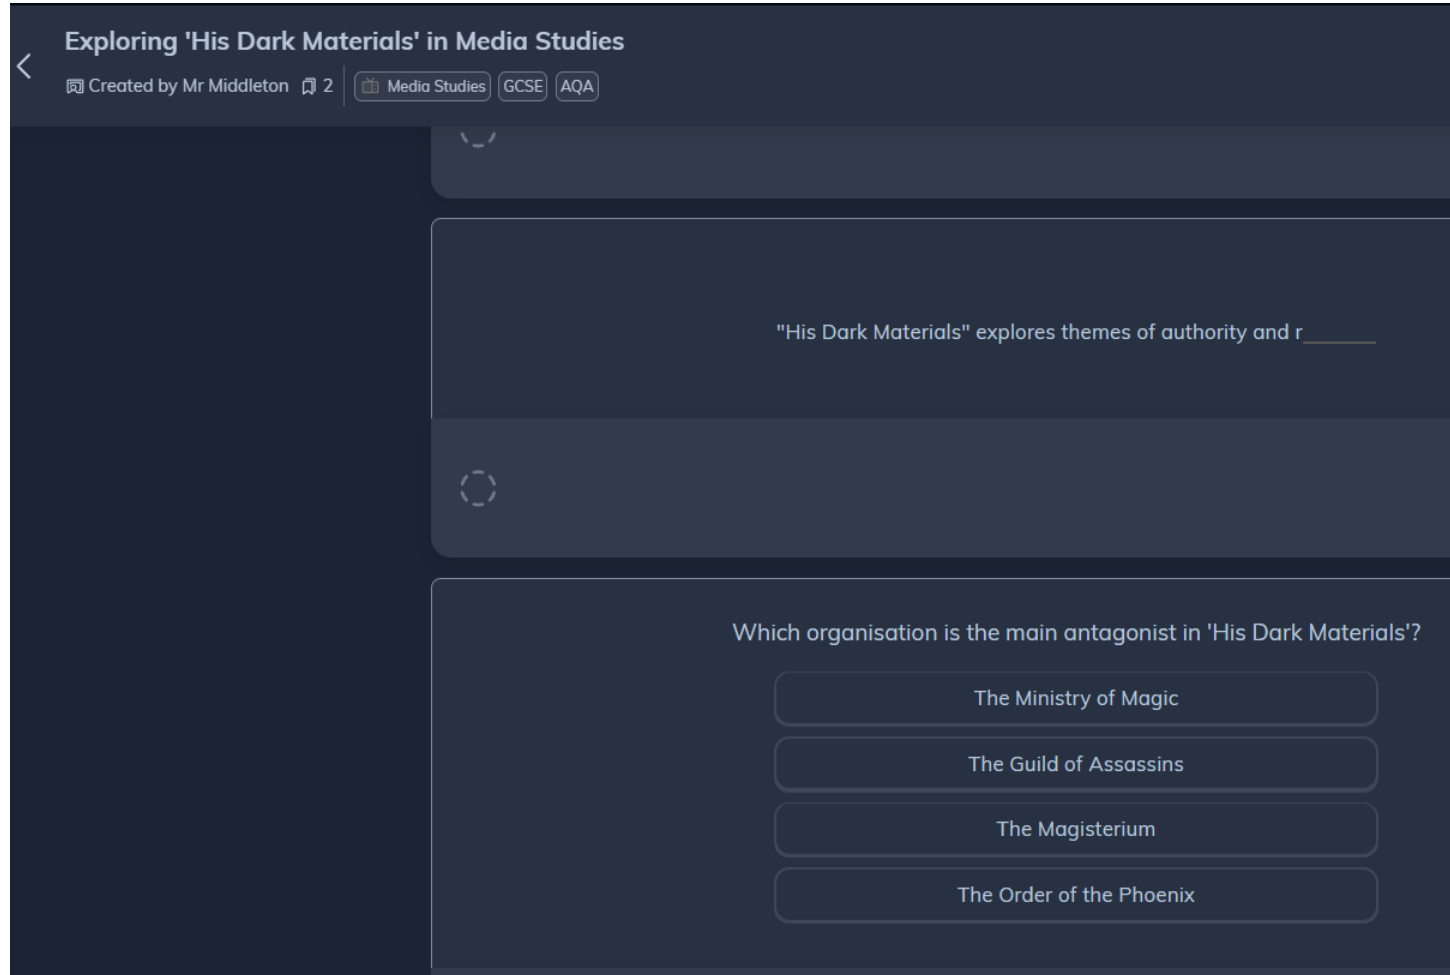 Exploring 'His Dark Materials' in Media Studies
Created by Mr Middleton 2 Media Studies GCSE AQA
"His Dark Materials" explores themes of authority and r_______
Which organisation is the main antagonist in 'His Dark Materials'?
The Ministry of Magic
The Guild of Assassins
The Magisterium
The Order of the Phoenix